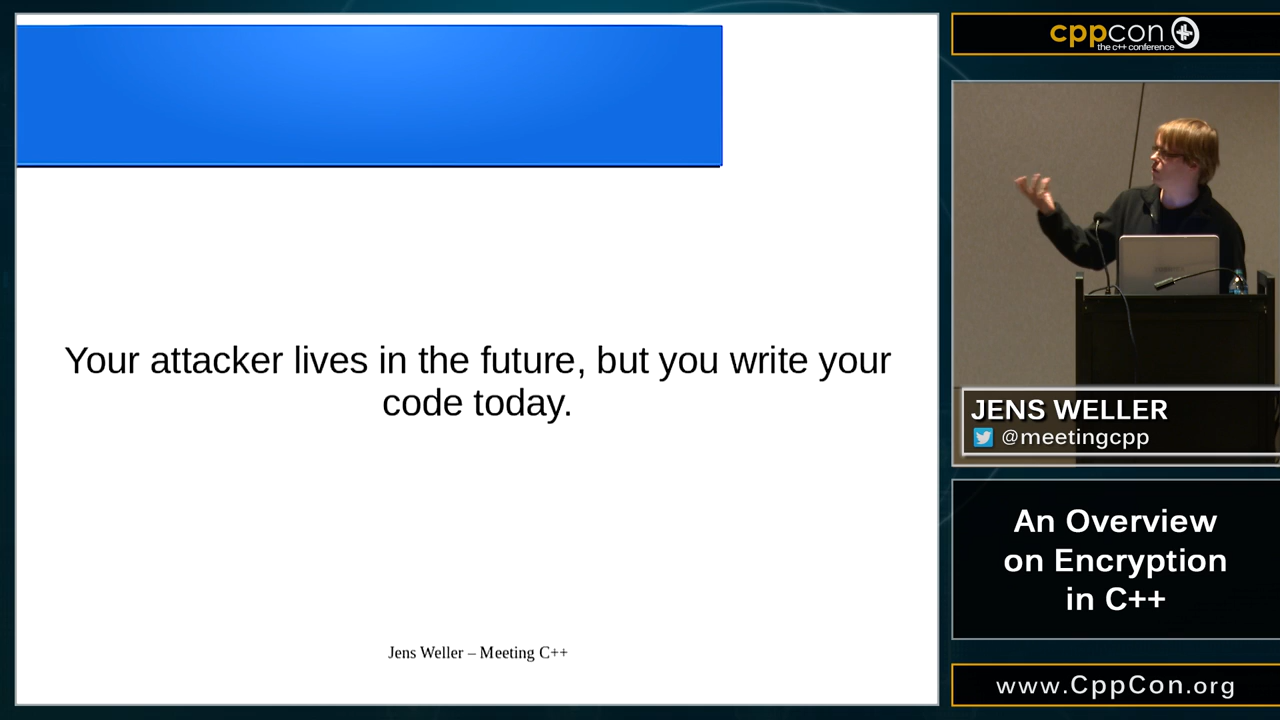 Your attacker lives in the future, but you write your
code today.
Jens Weller – Meeting C++
cppcon
the c++ conference
JENS WELLER
@meetingcpp
An Overview
on Encryption
in C++
www.CppCon.org